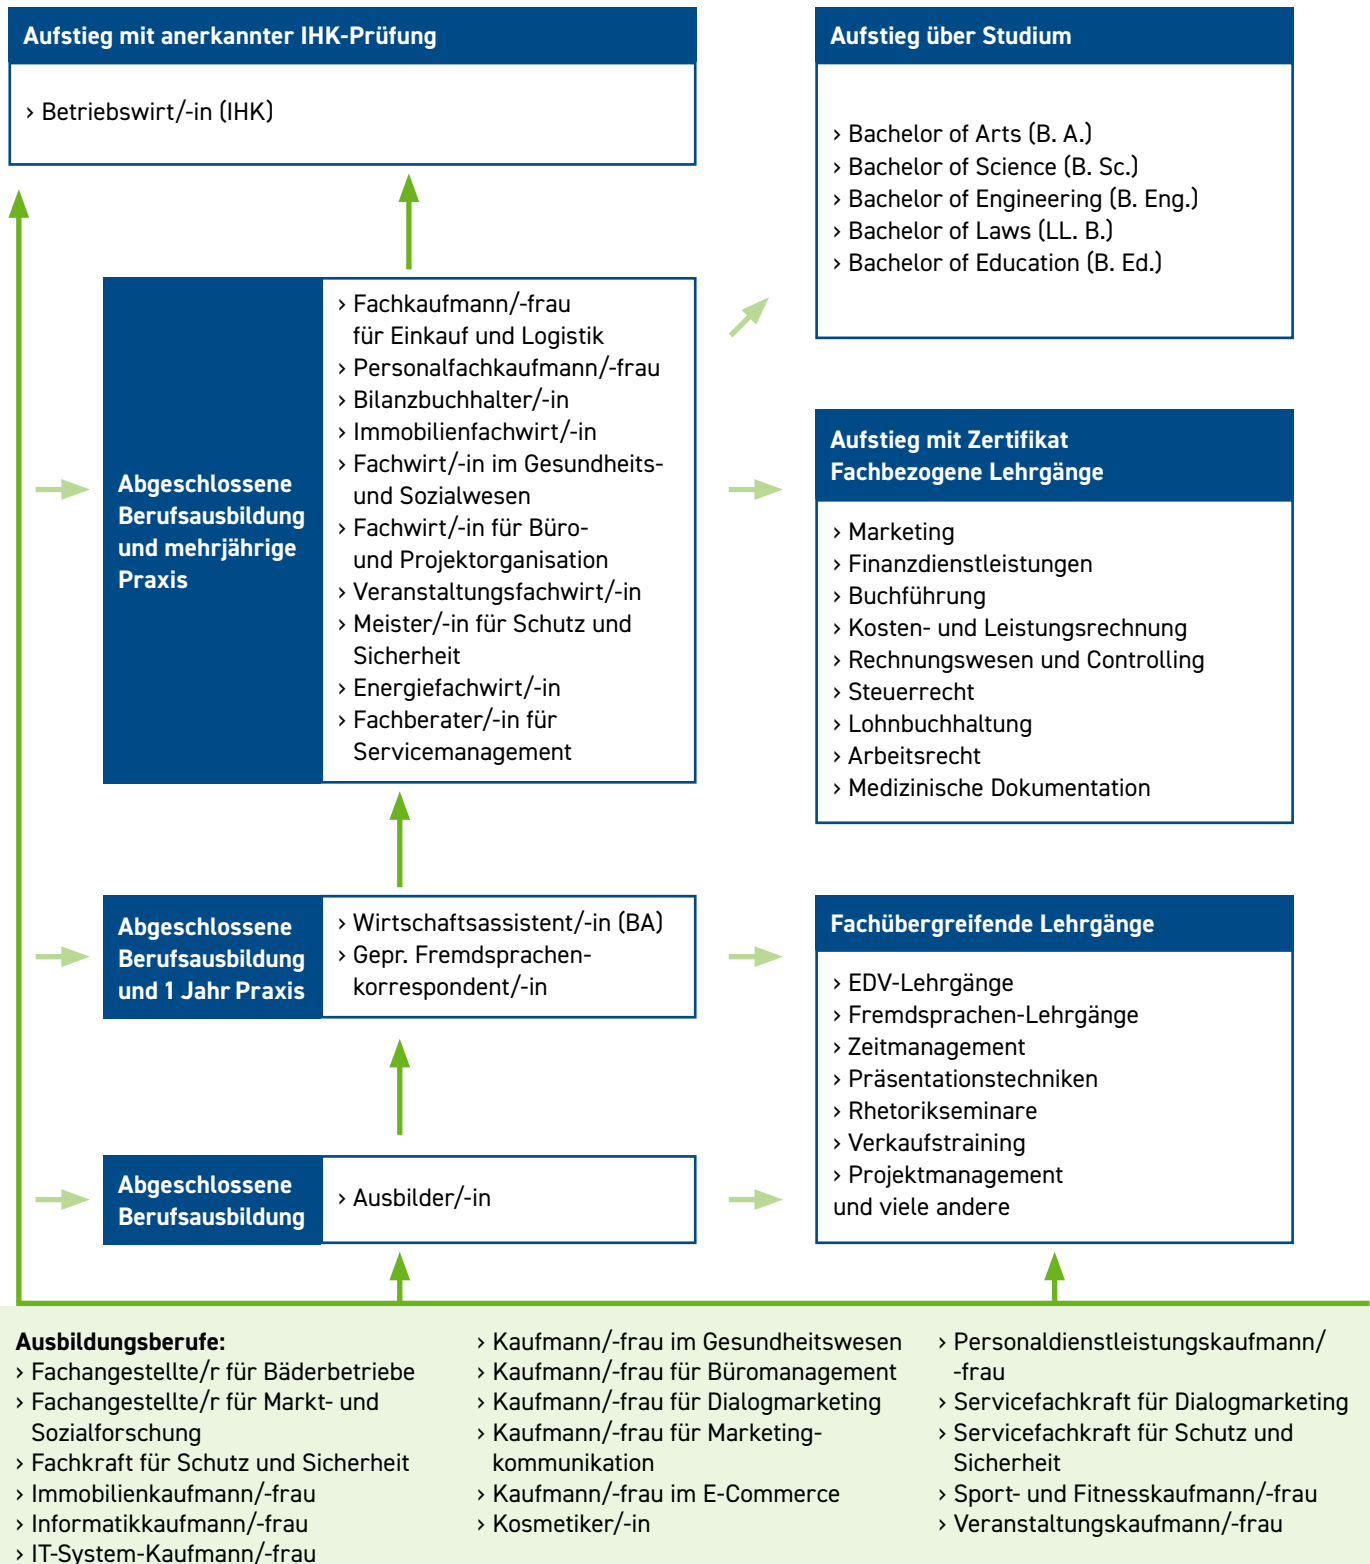 Aufstieg mit anerkannter IHK-Prüfung
› Betriebswirt/-in (IHK)
Aufstieg über Studium
› Bachelor of Arts (B. A.)
› Bachelor of Science (B. Sc.)
› Bachelor of Engineering (B. Eng.)
› Bachelor of Laws (LL. B.)
› Bachelor of Education (B. Ed.)
Abgeschlossene
Berufsausbildung
und mehrjährige
Praxis
› Fachkaufmann/-frau
für Einkauf und Logistik
› Personalfachkaufmann/-frau
› Bilanzbuchhalter/-in
› Immobilienfachwirt/-in
› Fachwirt/-in im Gesundheits-
und Sozialwesen
› Fachwirt/-in für Büro-
und Projektorganisation
› Veranstaltungsfachwirt/-in
› Meister/-in für Schutz und
Sicherheit
› Energiefachwirt/-in
› Fachberater/-in für
Servicemanagement
Aufstieg mit Zertifikat
Fachbezogene Lehrgänge
› Marketing
› Finanzdienstleistungen
› Buchführung
› Kosten- und Leistungsrechnung
› Rechnungswesen und Controlling
› Steuerrecht
› Lohnbuchhaltung
› Arbeitsrecht
› Medizinische Dokumentation
Abgeschlossene
Berufsausbildung
und 1 Jahr Praxis
› Wirtschaftsassistent/-in (BA)
› Gepr. Fremdsprachen-
korrespondent/-in
Fachübergreifende Lehrgänge
› EDV-Lehrgänge
› Fremdsprachen-Lehrgänge
› Zeitmanagement
› Präsentationstechniken
› Rhetorikseminare
› Verkaufstraining
› Projektmanagement
und viele andere
Abgeschlossene
Berufsausbildung
› Ausbilder/-in
Ausbildungsberufe:
› Fachangestellte/r für Bäderbetriebe
› Fachangestellte/r für Markt- und
Sozialforschung
› Fachkraft für Schutz und Sicherheit
› Immobilienkaufmann/-frau
› Informatikkaufmann/-frau
› IT-System-Kaufmann/-frau
› Kaufmann/-frau im Gesundheitswesen
› Kaufmann/-frau für Büromanagement
› Kaufmann/-frau für Dialogmarketing
› Kaufmann/-frau für Marketing-
kommunikation
› Kaufmann/-frau im E-Commerce
› Kosmetiker/-in
› Personaldienstleistungskaufmann/
-frau
› Servicefachkraft für Dialogmarketing
› Servicefachkraft für Schutz und
Sicherheit
› Sport- und Fitnesskaufmann/-frau
› Veranstaltungskaufmann/-frau